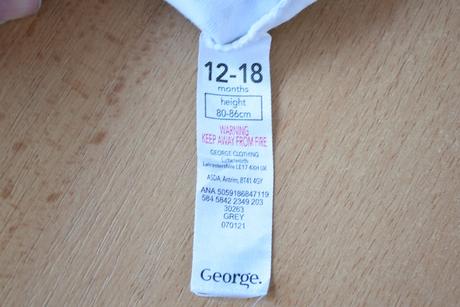 12-18
months
height
80-86cm
WARNING
KEEP AWAY FROM FIRE
GEORGE CLOTHING
Lutterworth
Leicestershire LE17 4XH UK
ASDA, Antrim, BT41 4GY
ANA 5059186847119
584 5842 2349 203
30263
GREY
070121
George.